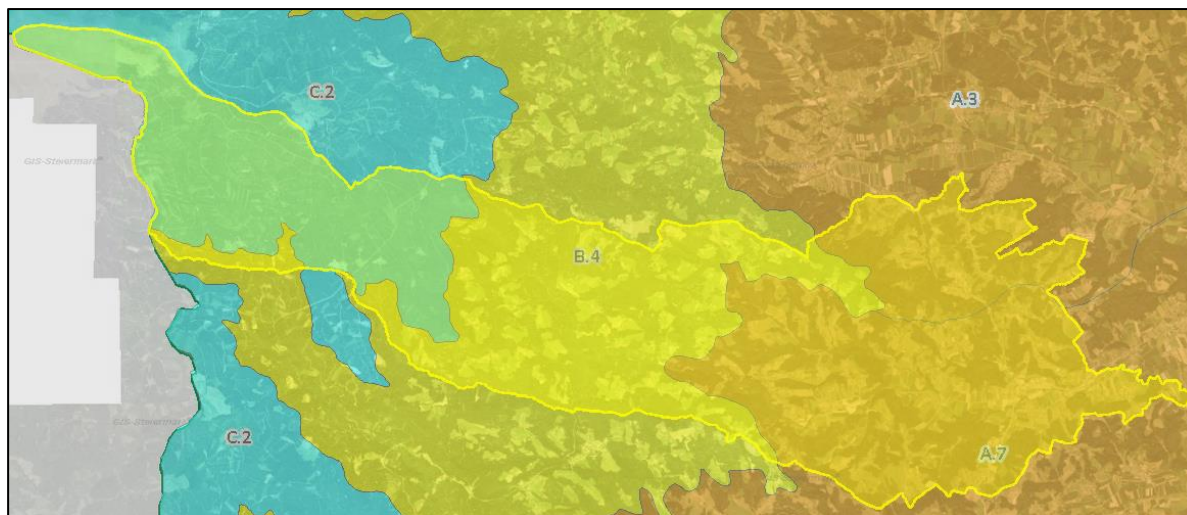 C.2
A.3
GIS-Steiermark
B.4
GIS-Steiermark
C.2
A.7